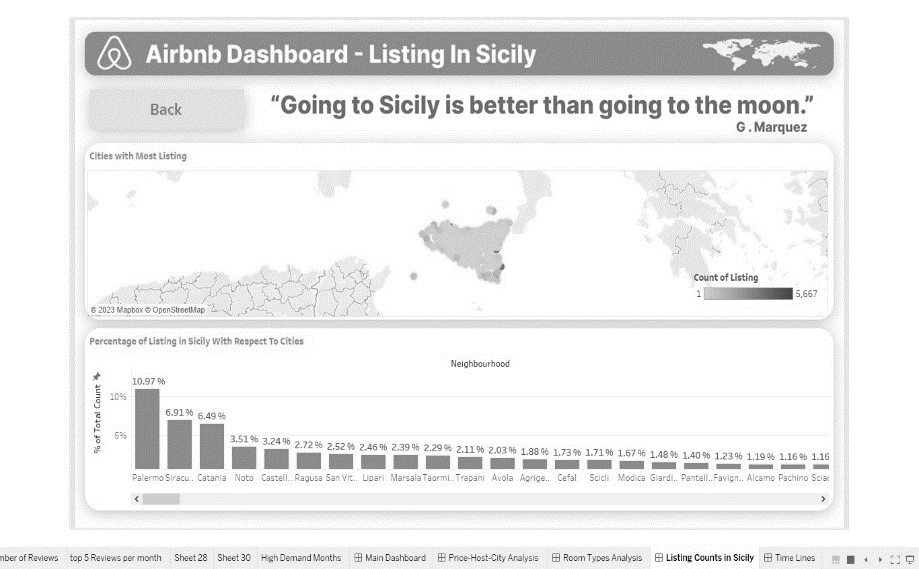 Airbnb Dashboard - Listing In Sicily
Back
“Going to Sicily is better than going to the moon.”
G . Marquez
Cities with Most Listing
Count of Listing
1 5,667
© 2023 Mapbox © OpenStreetMap
Percentage of Listing in Sicily With Respect To Cities
Neighbourhood
% of Total Count
10%
5%
10.97 % 6.91 % 6.49 % 3.51 % 3.24 % 2.72 % 2.52 % 2.46 % 2.39 % 2.29 % 2.11 % 2.03 % 1.88 % 1.73 % 1.71 % 1.67 % 1.48 % 1.40 % 1.23 % 1.19 % 1.16 % 1.16
Palermo Siracu.. Catania Noto Castell.. Ragusa San Vit.. Lipari Marsala Taormi.. Trapani Avola Agrige.. Cefal Scicli Modica Giardi.. Pantell.. Favign.. Alcamo Pachino Sciac
mber of Reviews top 5 Reviews per month Sheet 28 Sheet 30 High Demand Months Main Dashboard Price-Host-City Analysis Room Types Analysis Listing Counts in Sicily Time Lines